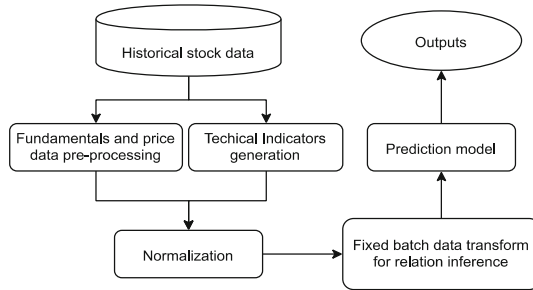 Historical stock data
Outputs
Fundamentals and price
data pre-processing
Techical Indicators
generation
Prediction model
Normalization
Fixed batch data transform
for relation inference